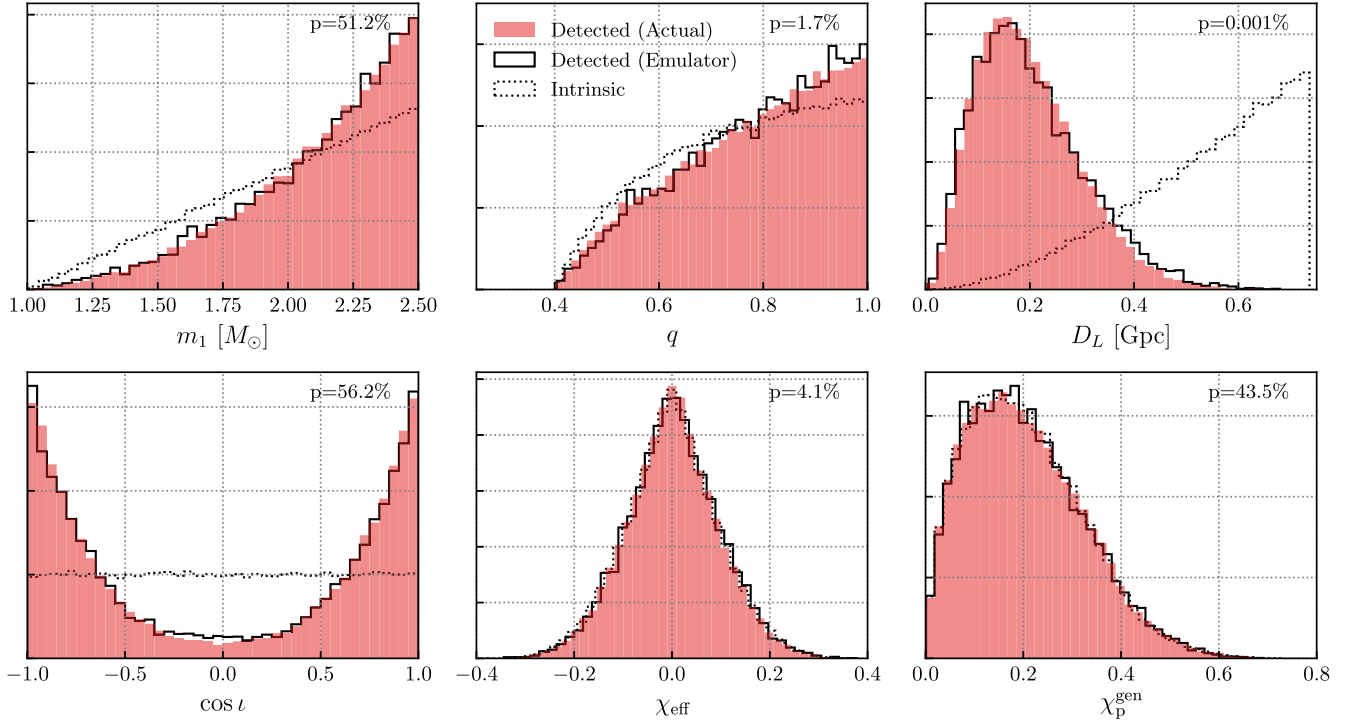 p=51.2%
1.00 1.25 1.50 1.75 2.00 2.25 2.50
m₁ [M⊙]
Detected (Actual)
Detected (Emulator)
Intrinsic
p=1.7%
0.4 0.6 0.8 1.0
q
p=0.001%
0.0 0.2 0.4 0.6
D_L [Gpc]
p=56.2%
−1.0 −0.5 0.0 0.5 1.0
cos ι
p=4.1%
−0.4 −0.2 0.0 0.2 0.4
χ_eff
p=43.5%
0.0 0.2 0.4 0.6 0.8
χ_p^gen